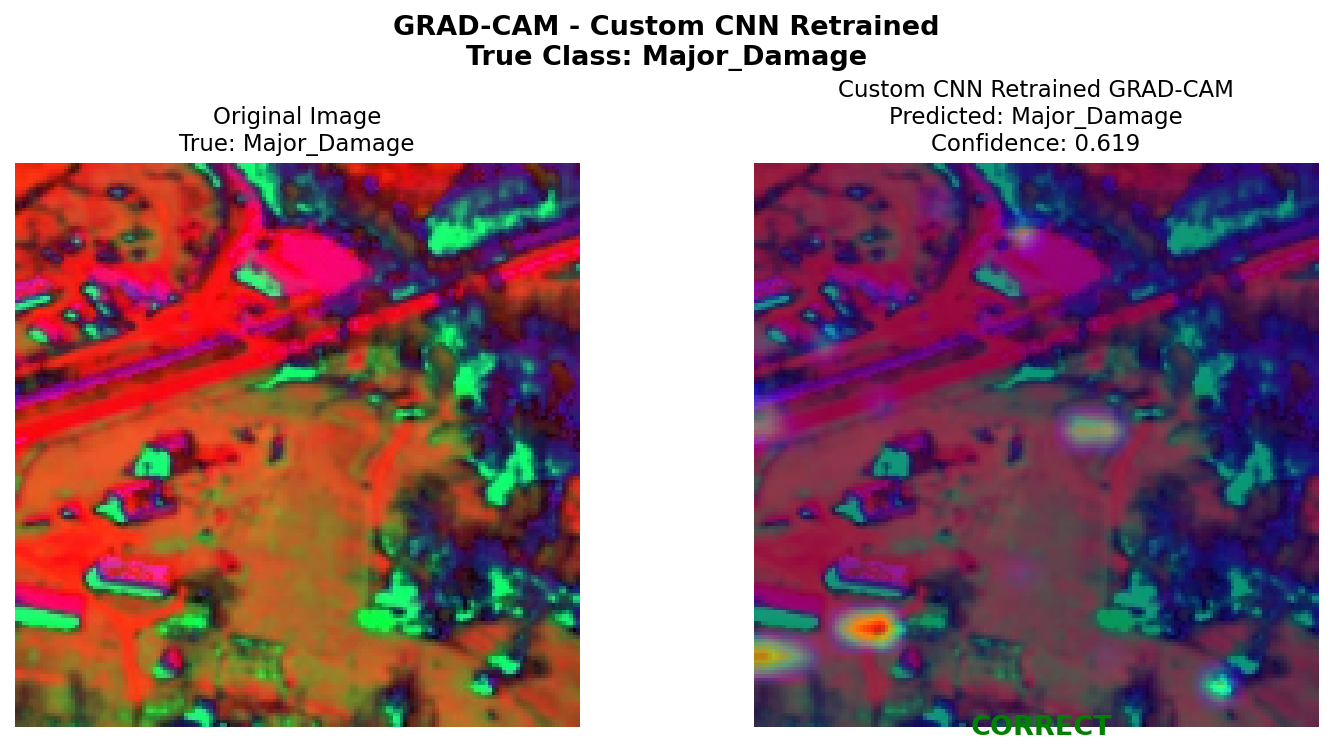 GRAD-CAM - Custom CNN Retrained
True Class: Major_Damage
Original Image
True: Major_Damage
Custom CNN Retrained GRAD-CAM
Predicted: Major_Damage
Confidence: 0.619
CORRECT